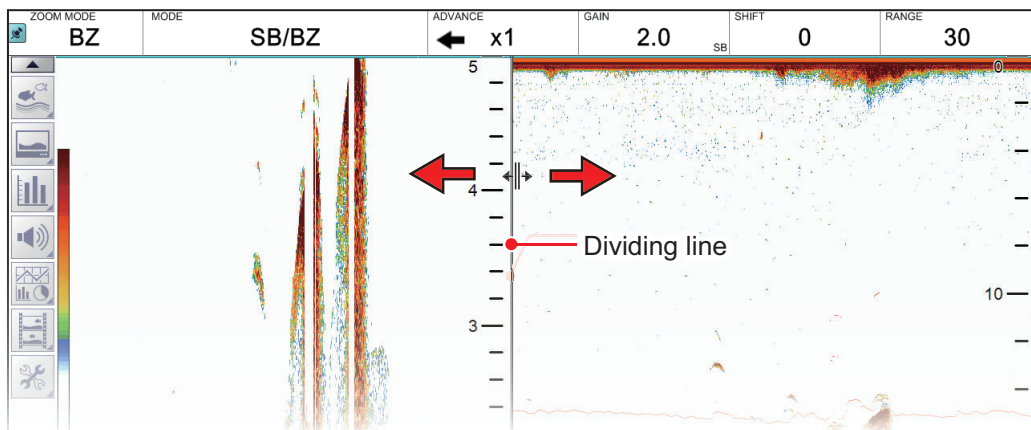 ZOOM MODE MODE ADVANCE GAIN SHIFT RANGE
BZ SB/BZ x1 2.0 SB 0 30
5 0
4
Dividing line
10
3